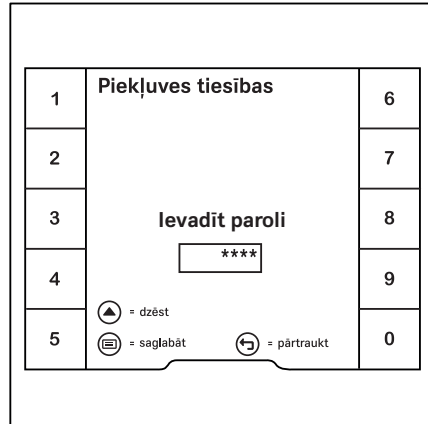 Piekļuves tiesības
1
6
2
7
3
Ievadīt paroli
8
****
4
9
= dzēst
5
= saglabāt
= pārtraukt
0